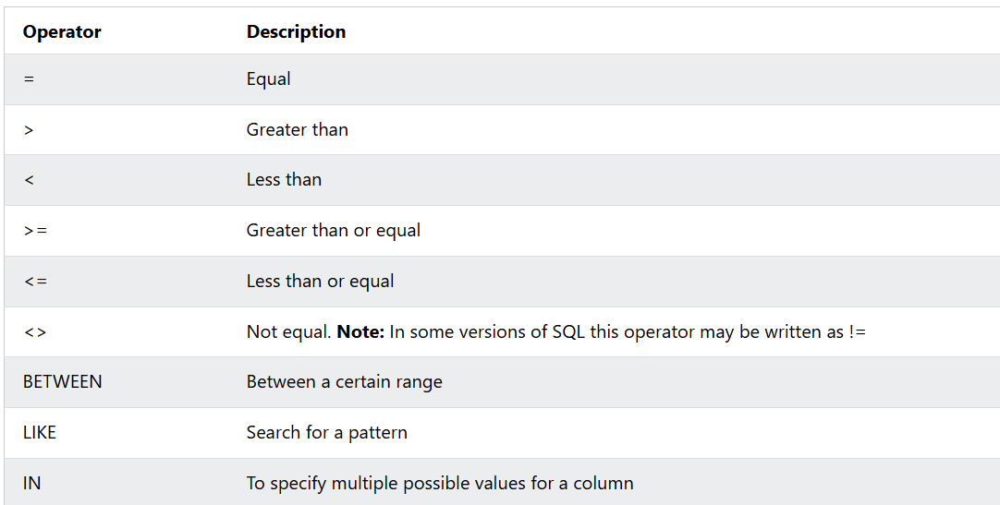 Operator Description
= Equal
> Greater than
< Less than
>= Greater than or equal
<= Less than or equal
<> Not equal. Note: In some versions of SQL this operator may be written as !=
BETWEEN Between a certain range
LIKE Search for a pattern
IN To specify multiple possible values for a column